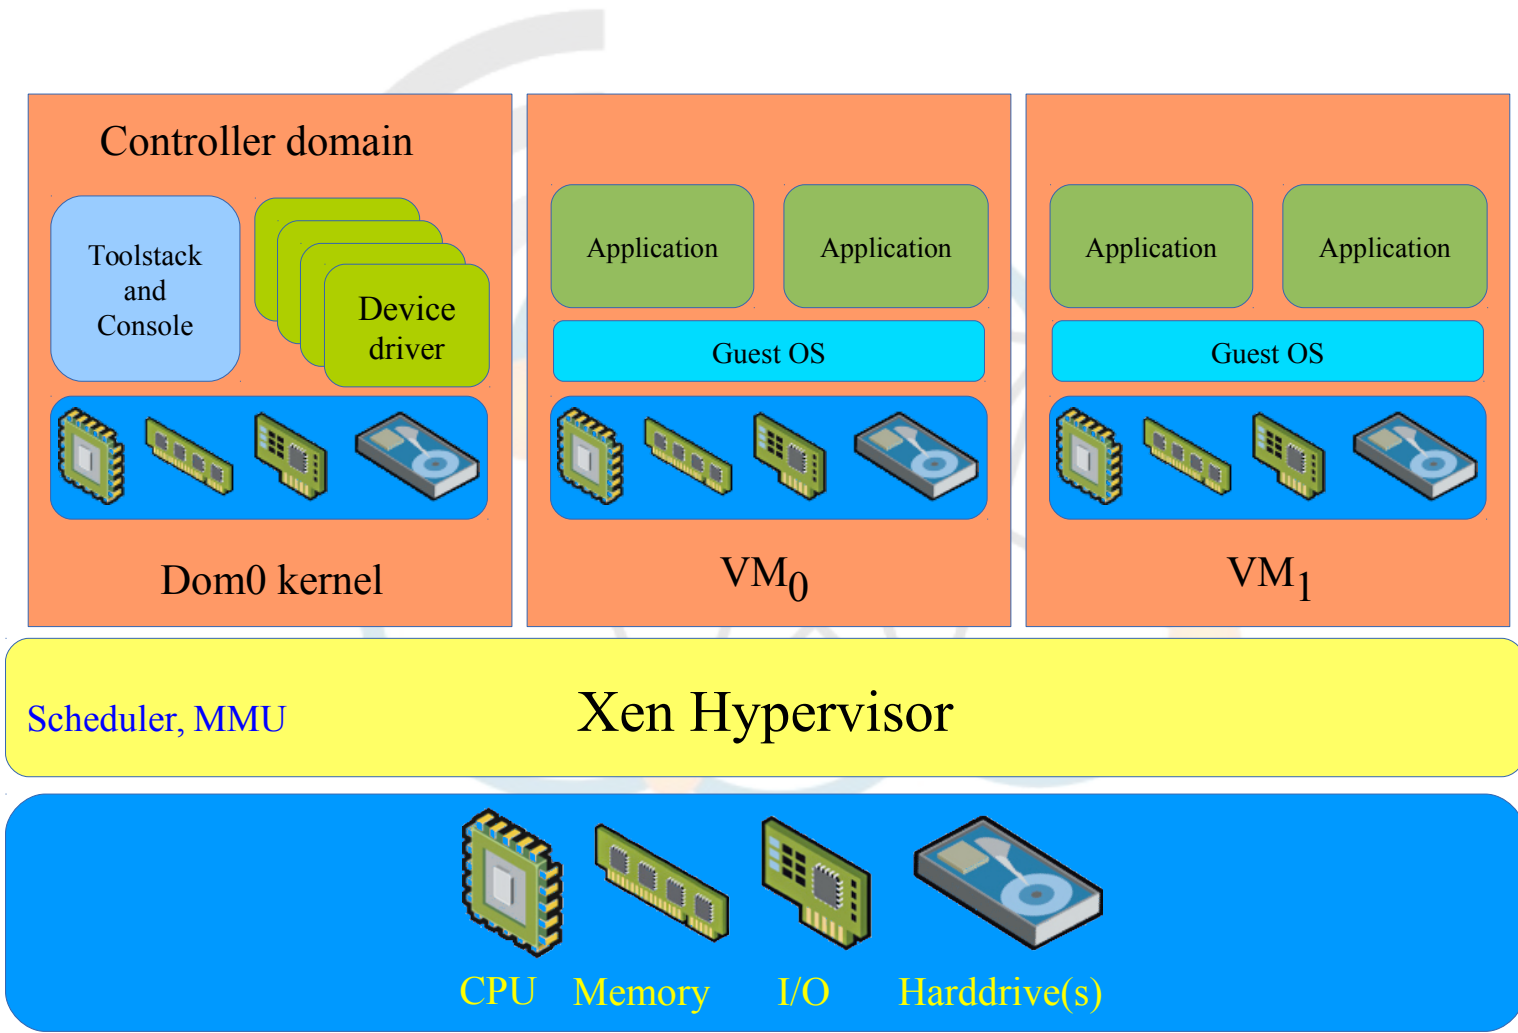 Controller domain
Toolstack
and
Console
Device
driver
Dom0 kernel
Application
Application
Guest OS
VM0
Application
Application
Guest OS
VM1
Scheduler, MMU
Xen Hypervisor
CPU
Memory
I/O
Harddrive(s)